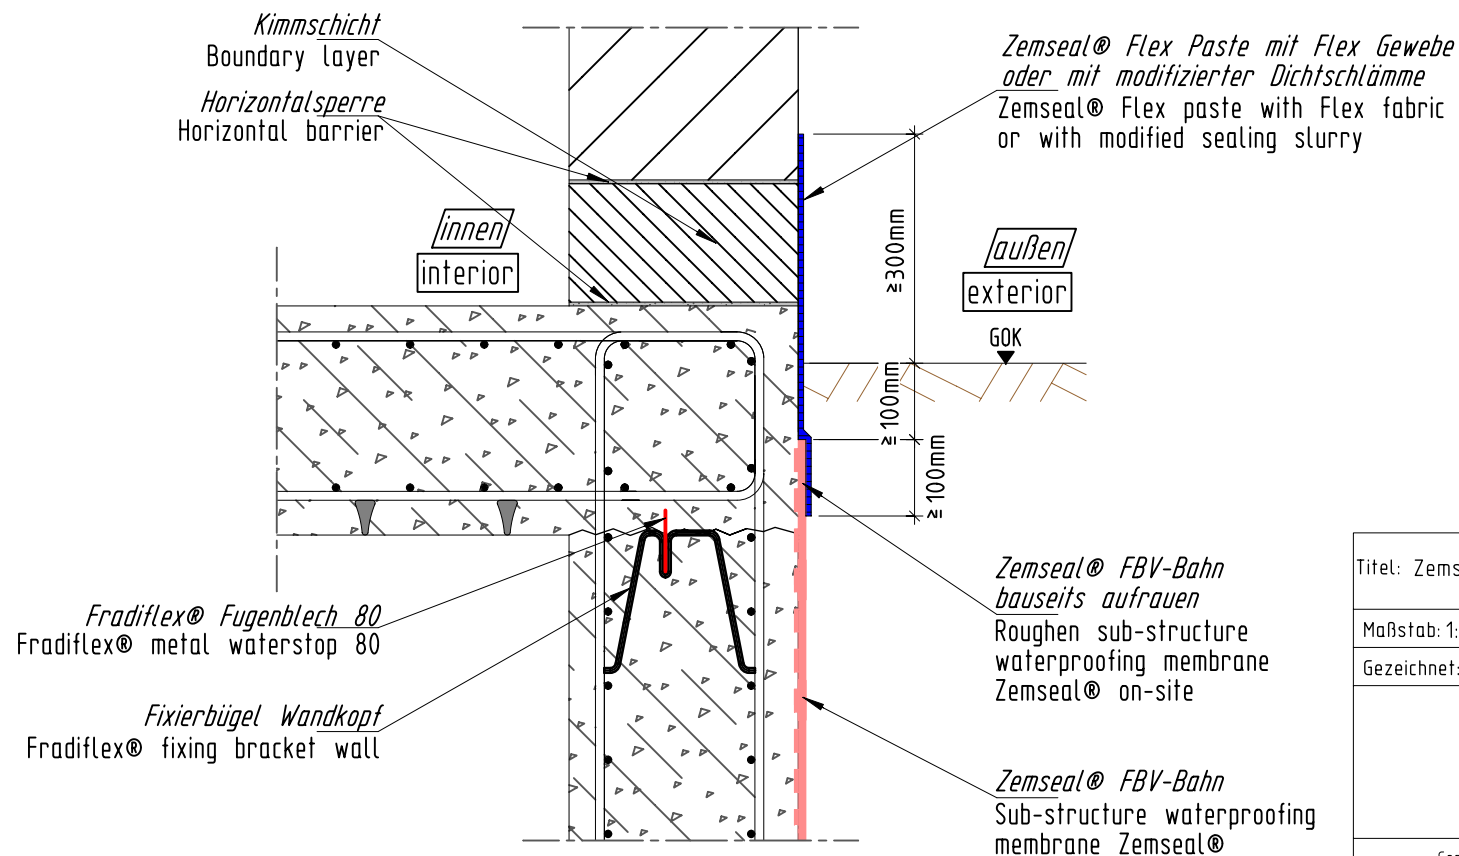 Kimmschicht
Boundary layer
Horizontalsperre
Horizontal barrier
innen
interior
Zemseal® Flex Paste mit Flex Gewebe
oder mit modifizierter Dichtschlämme
Zemseal® Flex paste with Flex fabric
or with modified sealing slurry
≥300mm
außen
exterior
GOK
≥100mm
≥100mm
Fradiflex® Fugenblech 80
Fradiflex® metal waterstop 80
Fixierbügel Wandkopf
Fradiflex® fixing bracket wall
Zemseal® FBV-Bahn
bauseits aufrauen
Roughen sub-structure
waterproofing membrane
Zemseal® on-site
Zemseal® FBV-Bahn
Sub-structure waterproofing
membrane Zemseal®
Titel: Zems
Maßstab: 1:
Gezeichnet: